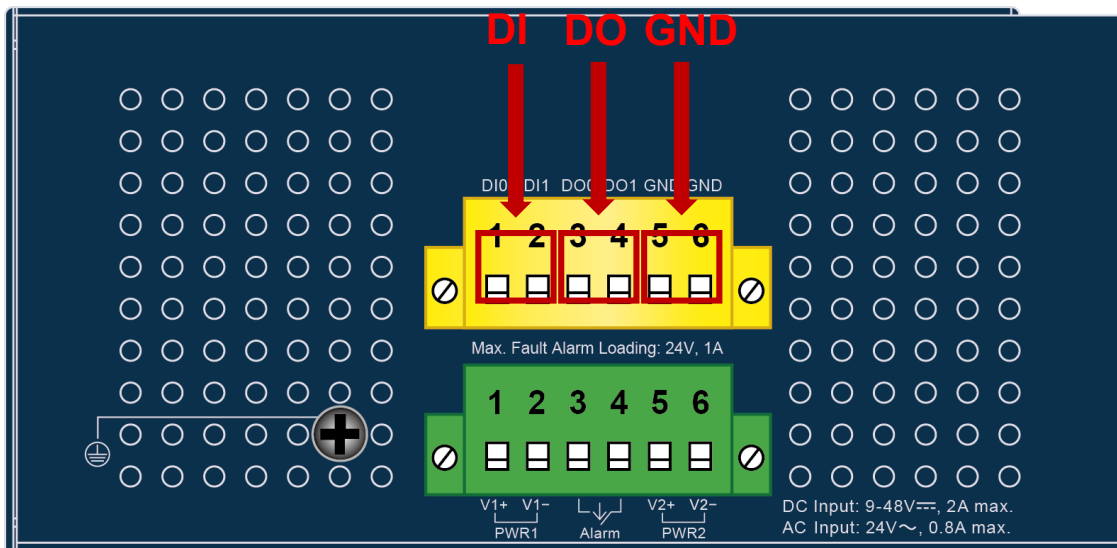 DI DO GND
DI0 DI1 DO0 DO1 GND GND
1 2 3 4 5 6
Max. Fault Alarm Loading: 24V, 1A
1 2 3 4 5 6
V1+ V1− V2+ V2−
PWR1 Alarm PWR2
DC Input: 9-48V⎓, 2A max.
AC Input: 24V～, 0.8A max.